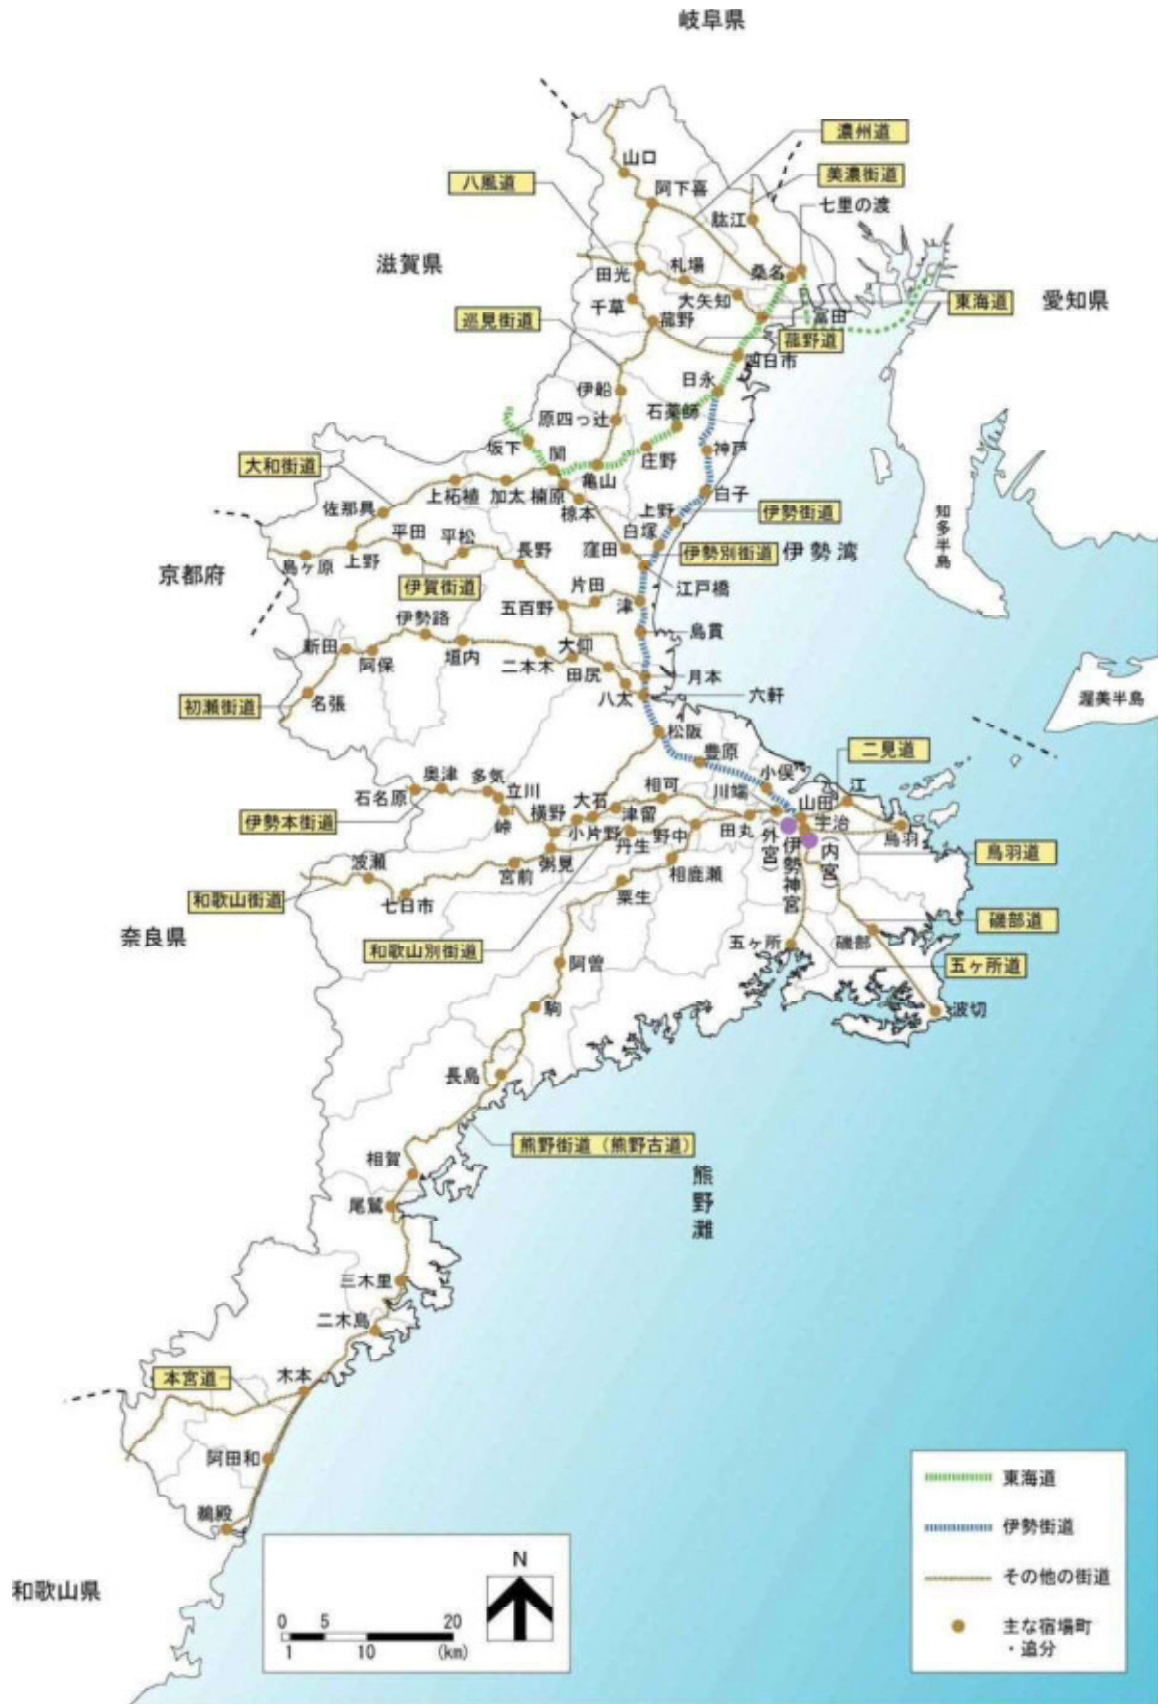 岐阜県
濃州道
山口
美濃街道
八風道
阿下喜
七里の渡
肱江
滋賀県
札場
桑名
田光
東海道
愛知県
千草
大矢知
富田
巡見街道
菰野
菰野道
四日市
日永
伊船
石薬師
原四っ辻
坂下
関
庄野
神戸
大和街道
亀山
上柘植
加太
楠原
白子
佐那具
椋本
上野
伊勢街道
知多半島
平田
平松
白塚
長野
窪田
伊勢別街道
伊勢湾
島ヶ原
上野
京都府
伊賀街道
片田
江戸橋
五百野
津
伊勢路
鳥貫
新田
大仰
阿保
垣内
二本木
田尻
月本
八太
六軒
名張
渥美半島
初瀬街道
松阪
豊原
二見道
小俣
奥津
多気
江
石名原
立川
相可
川端
山田
横野
大石
津留
宇治
伊勢本街道
峠
小片野
野中
田丸
鳥羽
丹生
(外宮)
伊勢神宮
(内宮)
鳥羽道
波瀬
粥見
宮前
相鹿瀬
和歌山街道
七日市
粟生
磯部道
奈良県
和歌山別街道
五ヶ所
磯部
五ヶ所道
阿曽
駒
波切
長島
熊野街道(熊野古道)
相賀
熊野灘
尾鷲
三木里
二木島
本宮道
木本
阿田和
鵜殿
和歌山県
東海道
伊勢街道
その他の街道
主な宿場町
・追分
N
0 5 20
1 10 (km)